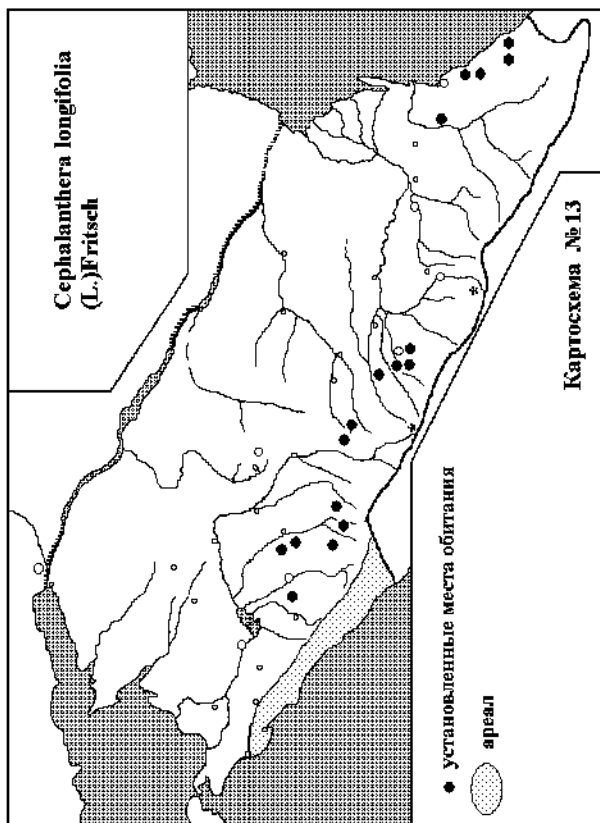 Cephalanthera longifolia
(L.)Fritsch
Картосхема №13
установленные места обитания
ареал